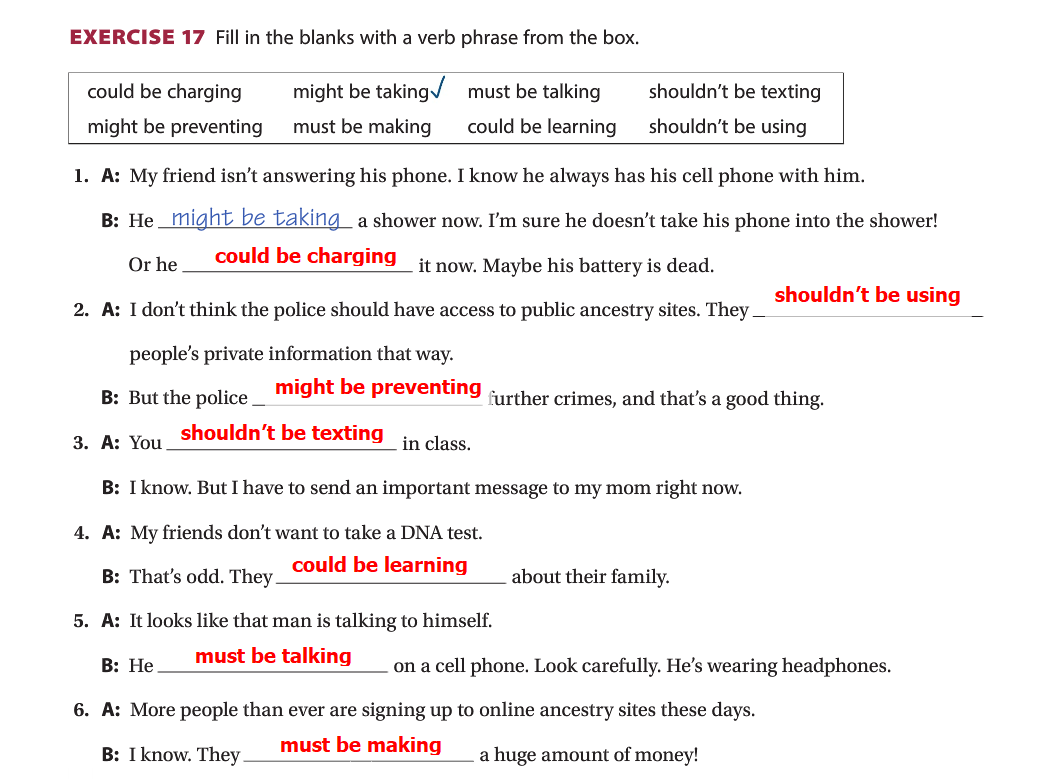 EXERCISE 17 Fill in the blanks with a verb phrase from the box.
could be charging might be taking✓ must be talking shouldn't be texting
might be preventing must be making could be learning shouldn't be using
1. A: My friend isn't answering his phone. I know he always has his cell phone with him.
B: He might be taking a shower now. I'm sure he doesn't take his phone into the shower!
Or he could be charging it now. Maybe his battery is dead.
2. A: I don't think the police should have access to public ancestry sites. They shouldn't be using
people's private information that way.
B: But the police might be preventing further crimes, and that's a good thing.
3. A: You shouldn't be texting in class.
B: I know. But I have to send an important message to my mom right now.
4. A: My friends don't want to take a DNA test.
B: That's odd. They could be learning about their family.
5. A: It looks like that man is talking to himself.
B: He must be talking on a cell phone. Look carefully. He's wearing headphones.
6. A: More people than ever are signing up to online ancestry sites these days.
B: I know. They must be making a huge amount of money!